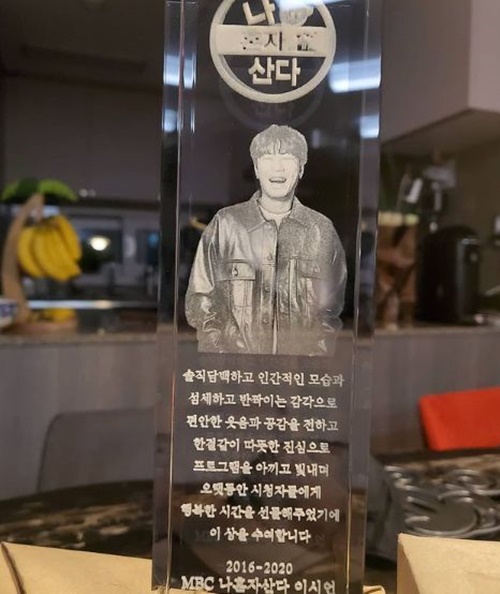 나
산다
솔직담백하고 인간적인 모습과
섬세하고 반짝이는 감각으로
편안한 웃음과 공감을 전하고
한결같이 따뜻한 진심으로
프로그램을 아끼고 빛내며
오랫동안 시청자들에게
행복한 시간을 선물해주었기에
이 상을 수여합니다
2016-2020
MBC 나혼자산다 이시언